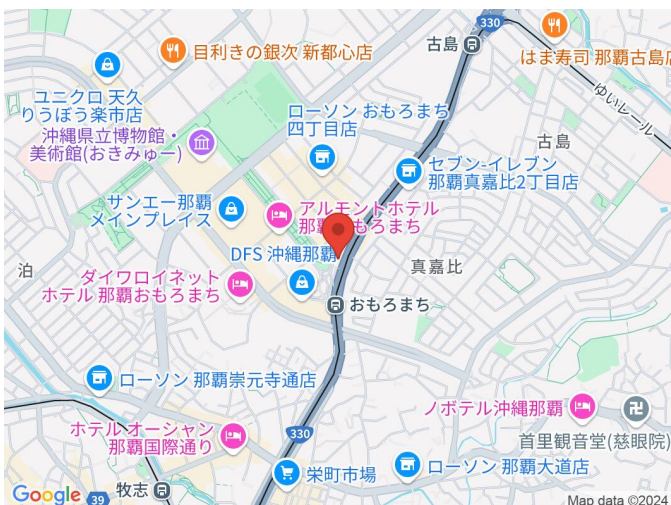 330
古島
目利きの銀次 新都心店
はま寿司 那覇古島店
ユニクロ 天久
りうぼう楽市店
ゆいレール
ローソン おもろまち
四丁目店
沖縄県立博物館・
美術館(おきみゅー)
古島
セブン-イレブン
那覇真嘉比2丁目店
サンエー那覇
メインプレイス
アルモントホテル
那覇おもろまち
DFS 沖縄那覇
真嘉比
泊
ダイワロイネット
ホテル 那覇おもろまち
おもろまち
ローソン 那覇崇元寺通店
ノボテル沖縄那覇
ホテル オーシャン
那覇国際通り
330
首里観音堂(慈眼院)
栄町市場
ローソン 那覇大道店
牧志
Google
39
Map data ©2024